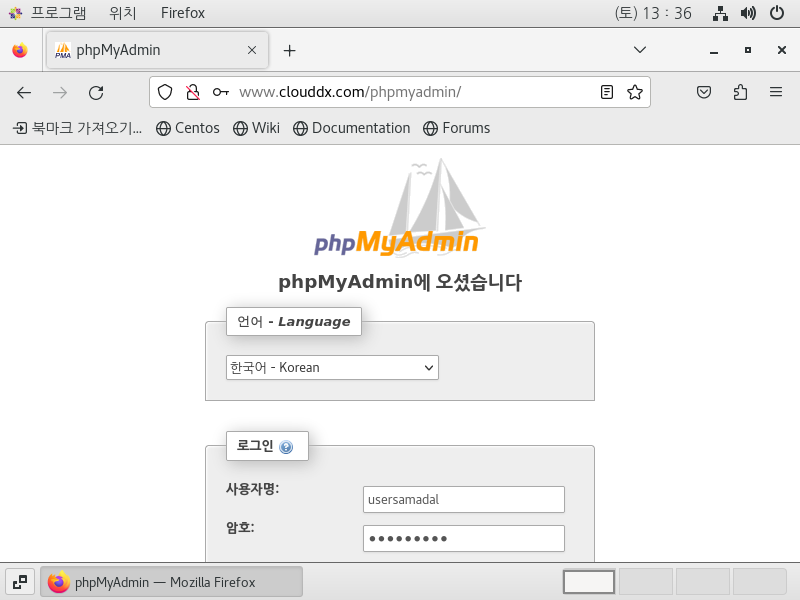 프로그램 위치 Firefox (토) 13 : 36
phpMyAdmin
www.clouddx.com/phpmyadmin/
북마크 가져오기... Centos Wiki Documentation Forums
phpMyAdmin
phpMyAdmin에 오셨습니다
언어 - Language
한국어 - Korean
로그인
사용자명: usersamadal
암호: •••••••••
phpMyAdmin — Mozilla Firefox